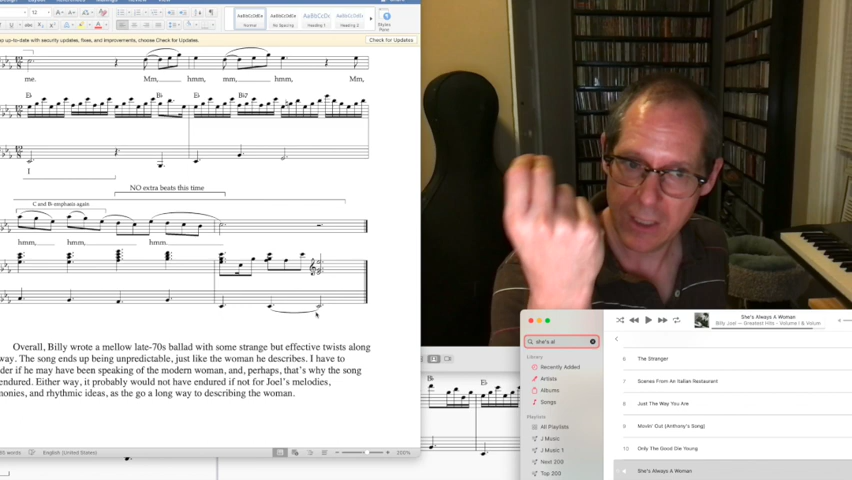 12
AaBbCcDdEe AaBbCcDdEe AaBbCcD AaBbCcDdEe
Normal No Spacing Heading 1 Heading 2
Styles
Pane
up-to-date with security updates, fixes, and improvements, choose Check for Updates.
Check for Updates
me. Mm, hmm, mm, hmm, Mm,
E♭ B♭ E♭ B♭7
I
NO extra beats this time
C and B♭ emphasis again
hmm, hmm, hmm.
Overall, Billy wrote a mellow late-70s ballad with some strange but effective twists along
way. The song ends up being unpredictable, just like the woman he describes. I have to
der if he may have been speaking of the modern woman, and, perhaps, that's why the song
endured. Either way, it probably would not have endured if not for Joel's melodies,
monies, and rhythmic ideas, as the go a long way to describing the woman.
English (United States)
200%
B♭ E♭
She's Always A Woman
Billy Joel — Greatest Hits - Volume I & Volum
she's al
Library
Recently Added
Artists
Albums
Songs
Playlists
All Playlists
J Music
J Music 1
Next 200
Top 200
6 The Stranger
7 Scenes From An Italian Restaurant
8 Just The Way You Are
9 Movin' Out (Anthony's Song)
10 Only The Good Die Young
She's Always A Woman